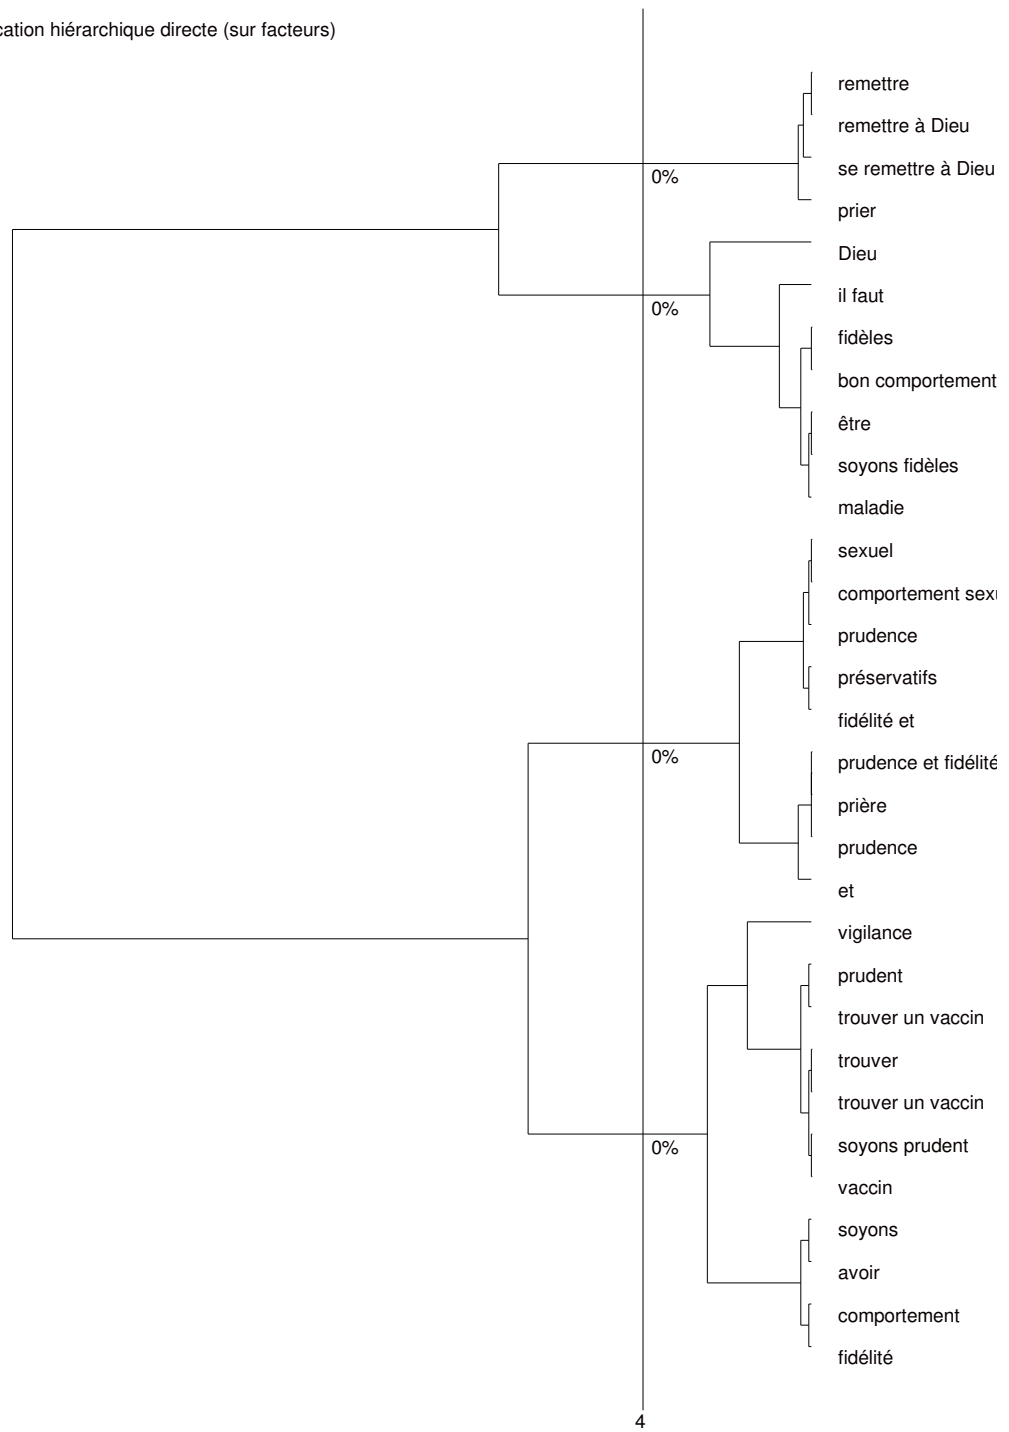 cation hiérarchique directe (sur facteurs)
remettre
remettre à Dieu
se remettre à Dieu
0%
prier
Dieu
il faut
0%
fidèles
bon comportement
être
soyons fidèles
maladie
sexuel
comportement sex
prudence
préservatifs
fidélité et
0%
prudence et fidélité
prière
prudence
et
vigilance
prudent
trouver un vaccin
trouver
trouver un vaccin
0%
soyons prudent
vaccin
soyons
avoir
comportement
fidélité
4